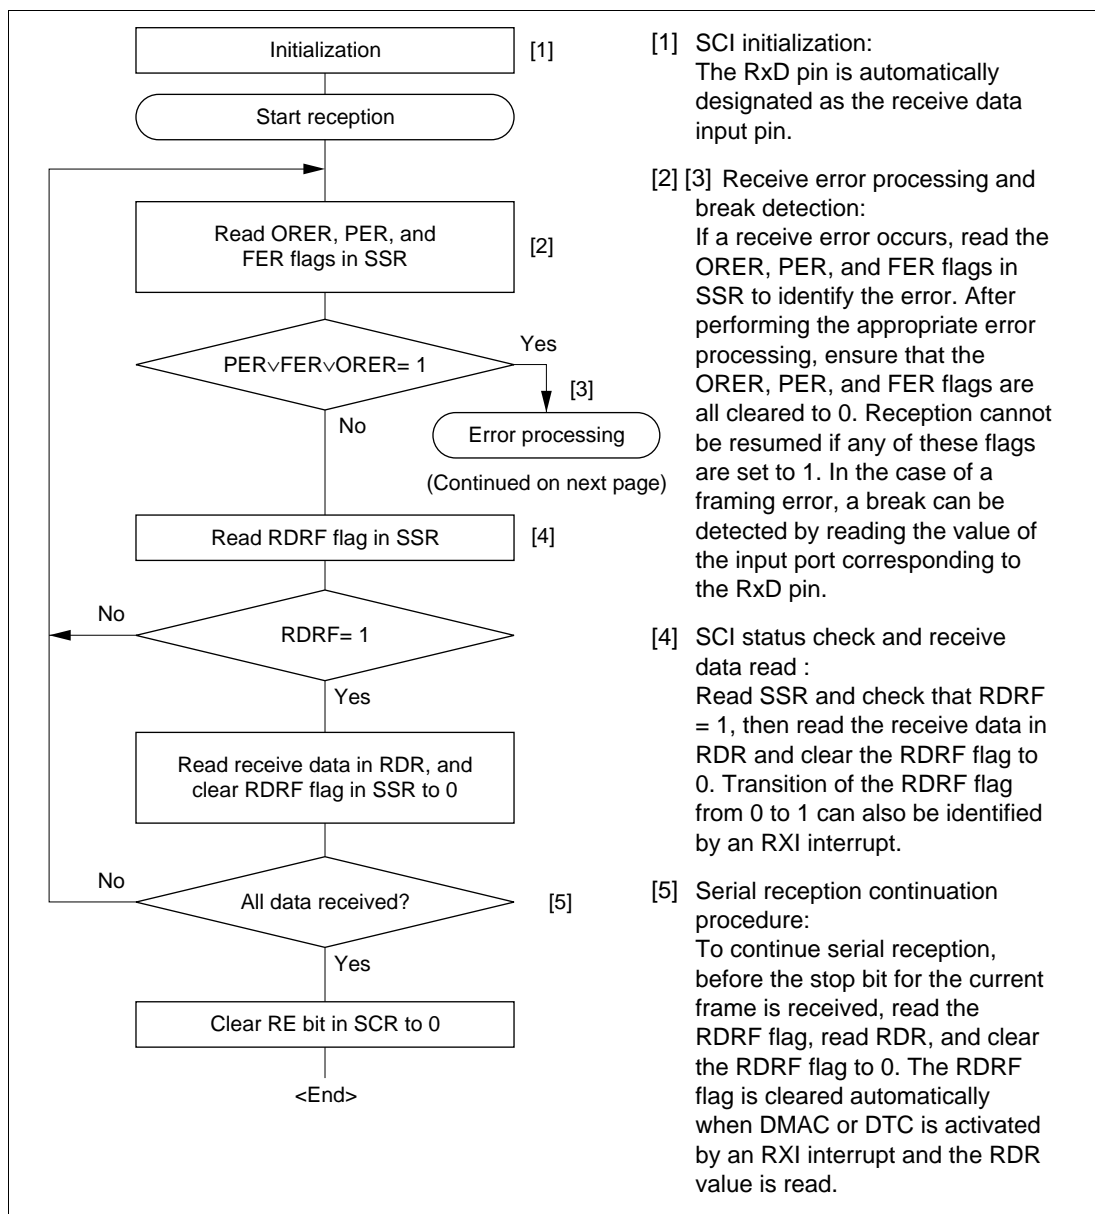 Initialization
[1]
Start reception
Read ORER, PER, and
FER flags in SSR
[2]
PER∨FER∨ORER= 1
Yes
No
[3]
Error processing
(Continued on next page)
Read RDRF flag in SSR
[4]
No
RDRF= 1
Yes
Read receive data in RDR, and
clear RDRF flag in SSR to 0
No
All data received?
[5]
Yes
Clear RE bit in SCR to 0
<End>
[1] SCI initialization:
The RxD pin is automatically
designated as the receive data
input pin.
[2] [3] Receive error processing and
break detection:
If a receive error occurs, read the
ORER, PER, and FER flags in
SSR to identify the error. After
performing the appropriate error
processing, ensure that the
ORER, PER, and FER flags are
all cleared to 0. Reception cannot
be resumed if any of these flags
are set to 1. In the case of a
framing error, a break can be
detected by reading the value of
the input port corresponding to
the RxD pin.
[4] SCI status check and receive
data read :
Read SSR and check that RDRF
= 1, then read the receive data in
RDR and clear the RDRF flag to
0. Transition of the RDRF flag
from 0 to 1 can also be identified
by an RXI interrupt.
[5] Serial reception continuation
procedure:
To continue serial reception,
before the stop bit for the current
frame is received, read the
RDRF flag, read RDR, and clear
the RDRF flag to 0. The RDRF
flag is cleared automatically
when DMAC or DTC is activated
by an RXI interrupt and the RDR
value is read.